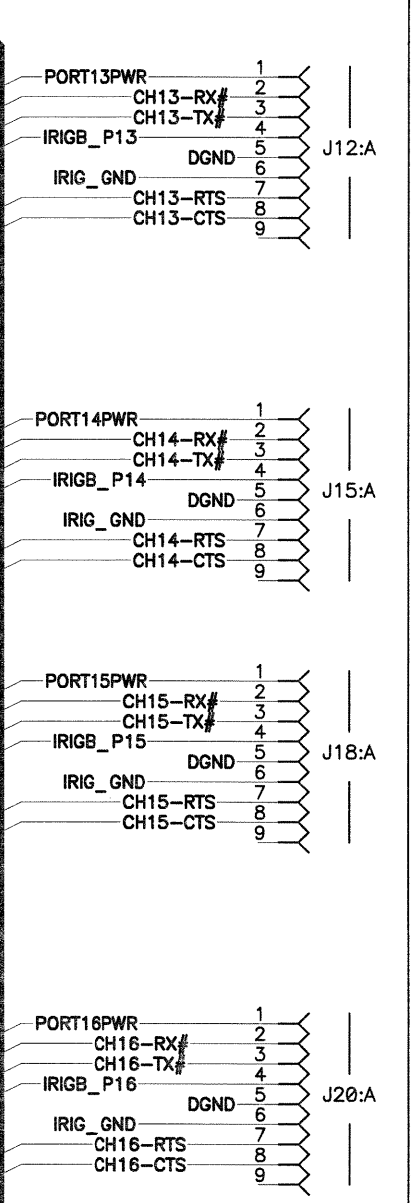 PORT13PWR 1
CH13-RX# 2
CH13-TX# 3
IRIGB_P13 4
DGND 5
IRIG_GND 6
CH13-RTS 7
CH13-CTS 8
9
J12:A
PORT14PWR 1
CH14-RX# 2
CH14-TX# 3
IRIGB_P14 4
DGND 5
IRIG_GND 6
CH14-RTS 7
CH14-CTS 8
9
J15:A
PORT15PWR 1
CH15-RX# 2
CH15-TX# 3
IRIGB_P15 4
DGND 5
IRIG_GND 6
CH15-RTS 7
CH15-CTS 8
9
J18:A
PORT16PWR 1
CH16-RX# 2
CH16-TX# 3
IRIGB_P16 4
DGND 5
IRIG_GND 6
CH16-RTS 7
CH16-CTS 8
9
J20:A